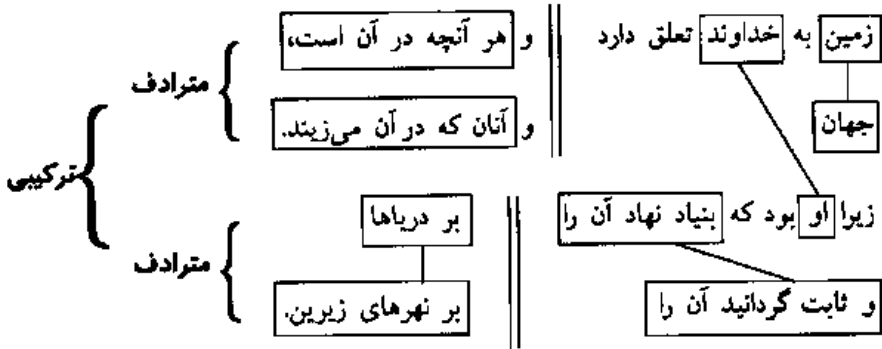 زمین به خداوند تعلق دارد و هر آنچه در آن است، مترادف
جهان و آنان که در آن می‌زیند.
ترکیبی
زیرا او بود که بنیاد نهاد آن را بر دریاها مترادف
و ثابت گردانید آن را بر نهرهای زیرین.